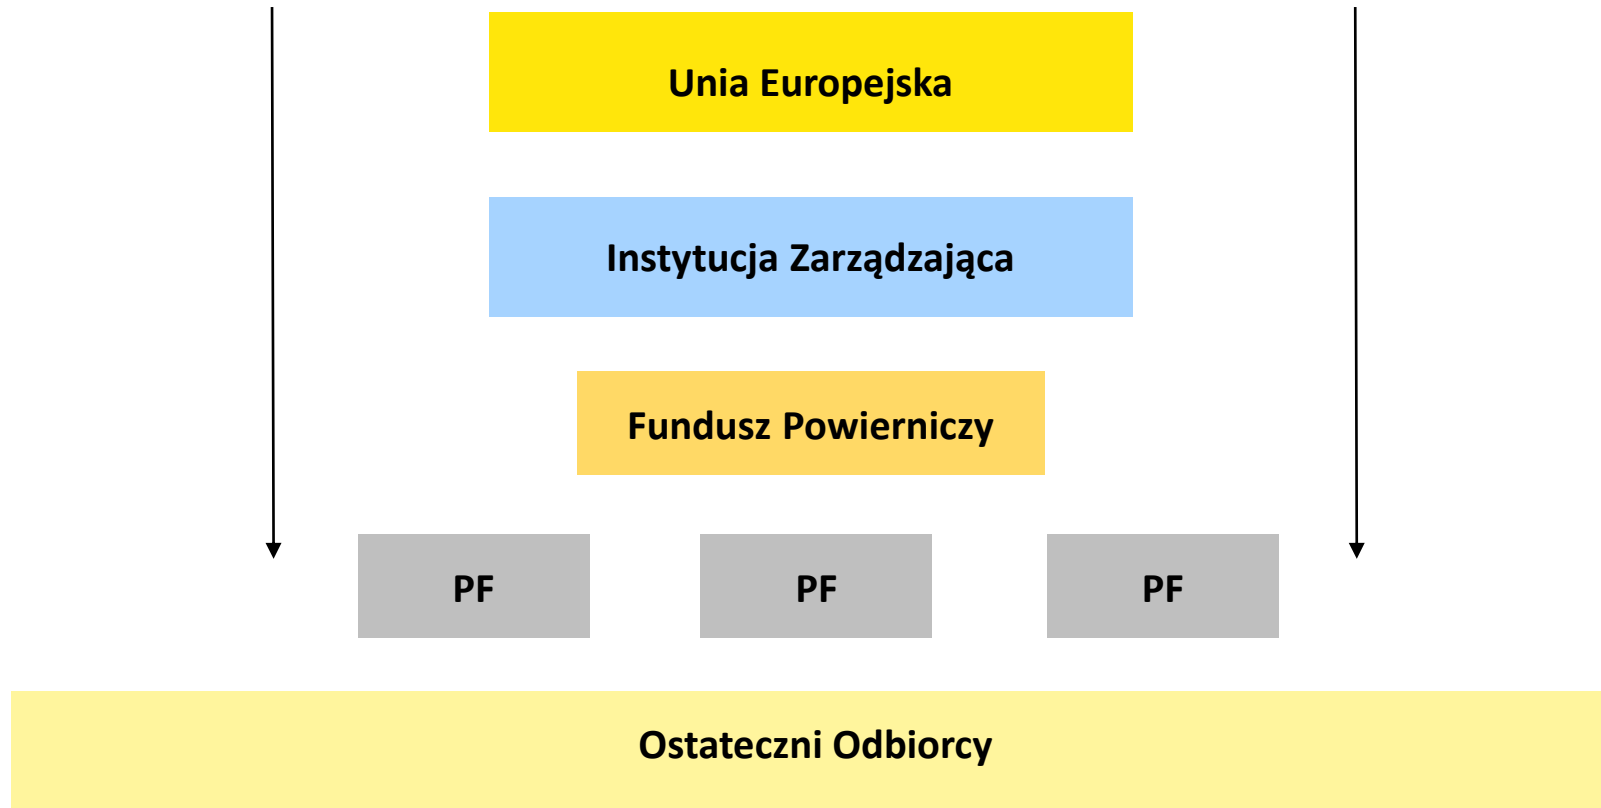 Unia Europejska
Instytucja Zarządzająca
Fundusz Powierniczy
PF PF PF
Ostateczni Odbiorcy